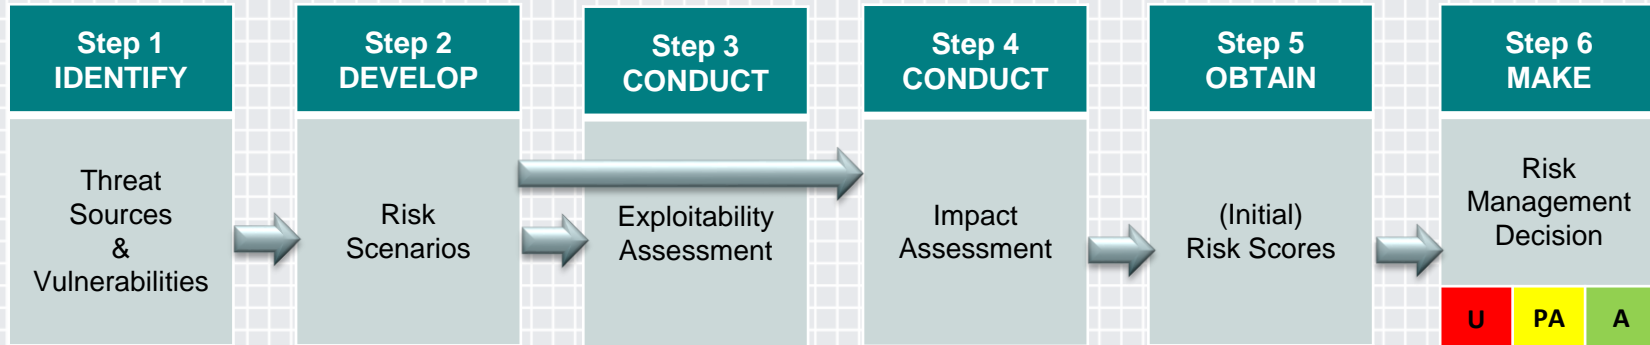 Step 1
IDENTIFY
Threat
Sources
&
Vulnerabilities
Step 2
DEVELOP
Risk
Scenarios
Step 3
CONDUCT
Exploitability
Assessment
Step 4
CONDUCT
Impact
Assessment
Step 5
OBTAIN
(Initial)
Risk Scores
Step 6
MAKE
Risk
Management
Decision
U PA A